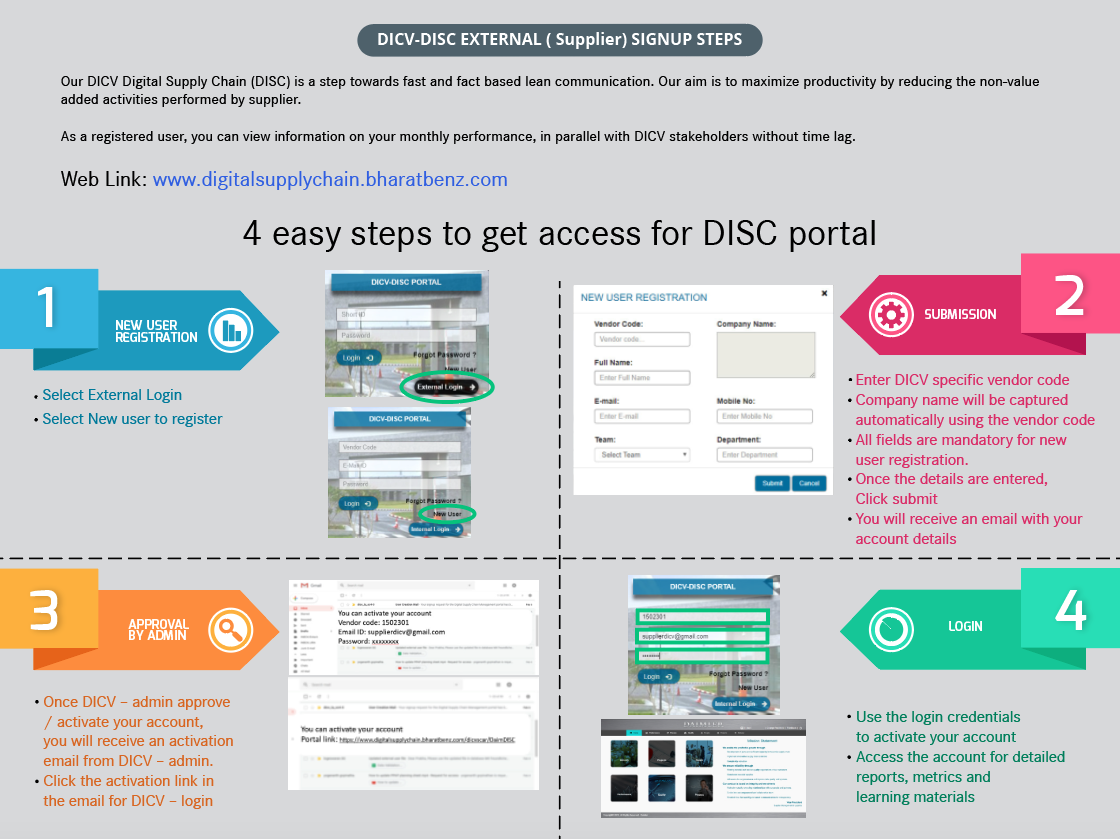 DICV-DISC EXTERNAL ( Supplier) SIGNUP STEPS
Our DICV Digital Supply Chain (DISC) is a step towards fast and fact based lean communication. Our aim is to maximize productivity by reducing the non-value
added activities performed by supplier.
As a registered user, you can view information on your monthly performance, in parallel with DICV stakeholders without time lag.
Web Link: www.digitalsupplychain.bharatbenz.com
4 easy steps to get access for DISC portal
1
NEW USER
REGISTRATION
• Select External Login
• Select New user to register
DICV-DISC PORTAL
Short ID
Password
Login
Forgot Password ?
New User
External Login
DICV-DISC PORTAL
Vendor Code
E-Mail ID
Password
Login
Forgot Password ?
New User
Internal Login
NEW USER REGISTRATION
×
Vendor Code:
Company Name:
Vendor code..
Full Name:
Enter Full Name
E-mail:
Mobile No:
Enter E-mail
Enter Mobile No
Team:
Department:
Select Team
Enter Department
Submit
Cancel
2
SUBMISSION
• Enter DICV specific vendor code
• Company name will be captured
automatically using the vendor code
• All fields are mandatory for new
user registration.
• Once the details are entered,
Click submit
• You will receive an email with your
account details
3
APPROVAL
BY ADMIN
• Once DICV – admin approve
/ activate your account,
you will receive an activation
email from DICV – admin.
• Click the activation link in
the email for DICV – login
Gmail
You can activate your account
Vendor code: 1502301
Email ID: supplierdicv@gmail.com
Password: xxxxxxxx
You can activate your account
Portal link: https://www.digitalsupplychain.bharatbenz.com/dicvscar/DaimDISC
DICV-DISC PORTAL
1502301
supplierdicv@gmail.com
xxxxxxxx
Login
Forgot Password ?
New User
Internal Login
4
LOGIN
• Use the login credentials
to activate your account
• Access the account for detailed
reports, metrics and
learning materials